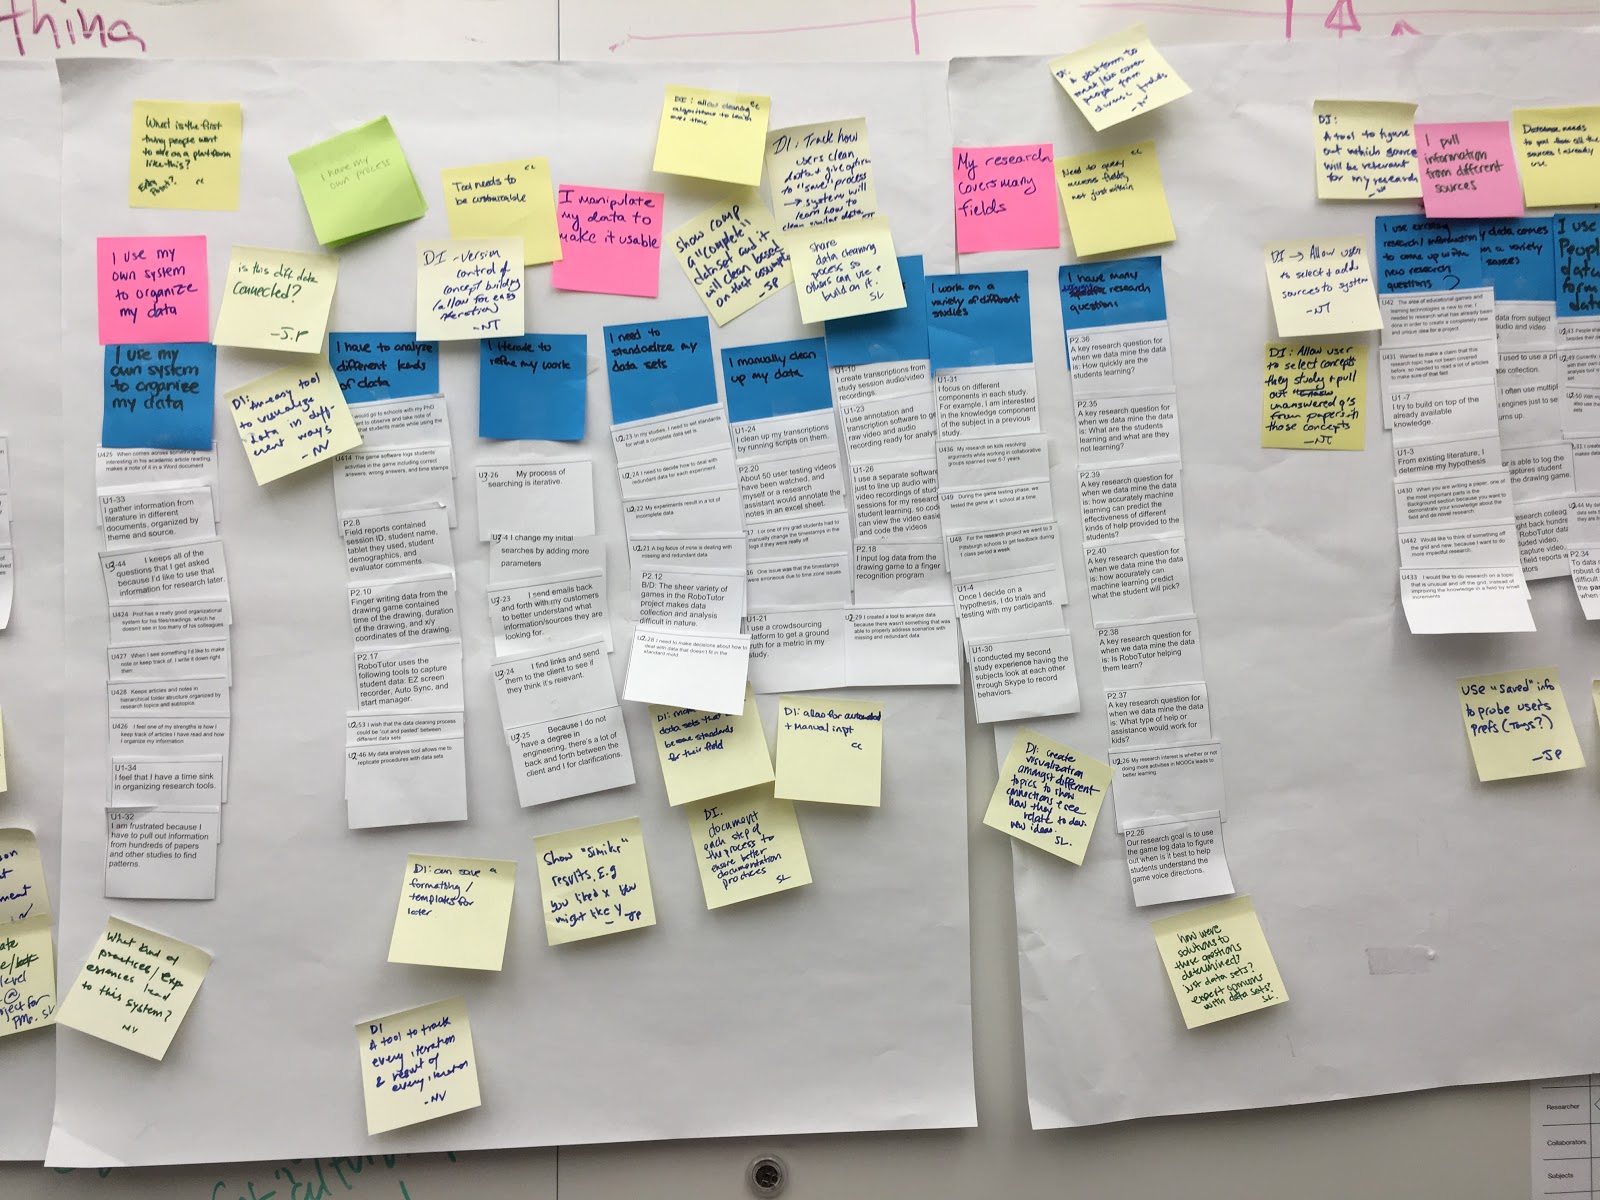 thing
What is the first
thing people want
to do on a platform
like this?
CC
I have my
own process
Tool needs to
be customizable
CC
I manipulate
my data to
make it usable
DI: allow cleaning
algorithms to learn
over time
CC
DI: Track how
users clean
data + give option
to "save" process
→ system will
learn how to
clean similar data
show comp
a "complete"
dataset and it
will clean based
on that assumption
-JP
Share
data cleaning
process so
others can use +
build on it.
SL
I use my
own system
to organize
my data
is this diff data
connected?
-J.P
DI - Version
control of
concept building
/allow for easy
iteration
-NT
DI: An easy tool
to visualize
data in diff-
erent ways
-NV
I use my
own system
to organize
my data
U425 When comes across something
interesting in his academic article reading,
makes a note of it in a Word document
U1-33
I gather information from
literature in different
documents, organized by
theme and source.
U3-44 I keep all of the
questions that I get asked
because I'd like to use that
information for research later.
U424 Prof has a really good organizational
system for his files/readings, which he
doesn't see in too many of his colleagues
U427 When I see something I'd like to make
note or keep track of, I write it down right
then
U428 Keeps articles and notes in
hierarchical folder structure organized by
research topics and subtopics
U426 I feel one of my strengths is how I
keep track of articles I have read and how
I organize my information
U1-34
I feel that I have a time sink
in organizing research tools.
U1-32
I am frustrated because I
have to pull out information
from hundreds of papers
and other studies to find
patterns.
What kind of
practices/exp
eriences lead
to this system?
NV
I have to analyze
different kinds
of data
would go to schools with my PhD
to observe and take note of
that students made while using the
U414 The game software logs student
activities in the game including correct
answers, wrong answers, and time stamps
P2.8
Field reports contained
session ID, student name,
tablet they used, student
demographics, and
evaluator comments.
P2.10
Finger writing data from the
drawing game contained
time of the drawing, duration
of the drawing, and x/y
coordinates of the drawing.
P2.17
RoboTutor uses the
following tools to capture
student data: EZ screen
recorder, Auto Sync, and
start manager.
U2-53 I wish that the data cleaning process
could be "cut and pasted" between
different data sets
U2-46 My data analysis tool allows me to
replicate procedures with data sets
DI: can save a
formatting/
templates for
later
CC
DI
A tool to track
every iteration
& result of
every iteration
-NV
I iterate to
refine my work
U3-26 My process of
searching is iterative.
U3-4 I change my initial
searches by adding more
parameters
U3-23 I send emails back
and forth with my customers
to better understand what
information/sources they are
looking for.
U3-24 I find links and send
them to the client to see if
they think it's relevant.
U3-25 Because I do not
have a degree in
engineering, there's a lot of
back and forth between the
client and I for clarifications.
Show "similar"
results, E.g
you liked x you
might like y
-JP
I need to
standardize my
data sets
U2-23 In my studies, I need to set standards
for what a complete data set is.
U2-24 I need to decide how to deal with
redundant data for each experiment
U2-22 My experiments result in a lot of
incomplete data
U2-21 A big focus of mine is dealing with
missing and redundant data
P2.12
B/D: The sheer variety of
games in the RoboTutor
project makes data
collection and analysis
difficult in nature.
U2-28 I need to make decisions about how to
deal with data that doesn't fit in the
standard mold
data sets
become standards
for their field
DI.
document
each step of
the process to
ensure better
documentation
practices
SL
I manually clean
up my data
U1-24
I clean up my transcriptions
by running scripts on them.
P2.20
About 50 user testing videos
have been watched, and
myself or a research
assistant would annotate the
notes in an excel sheet.
or one of my grad students had to
manually change the timestamps in the
logs if they were really off
One issue was that the timestamps
were erroneous due to time zone issues
U1-21
I use a crowdsourcing
platform to get a ground
truth for a metric in my
study.
DI: allow for automated
+ manual input
CC
U1-10
I create transcriptions from
study session audio/video
recordings.
U1-23
I use annotation and
transcription software to get
raw video and audio
recording ready for analysis
U1-26
I use a separate software
just to line up audio with
video recordings of study
sessions for my research
student, so
can view the video easier
and code the videos
P2.18
I input log data from the
drawing game to a finger
recognition program
U2-29 I created a tool to analyze data
because there wasn't something that was
able to properly address scenarios with
missing and redundant data
DI:
A platform to
meet/discover
people from
diverse fields
-NV
My research
covers many
fields
Need to query
across fields,
not just within
CC
I work on a
variety of different
studies
U1-31
I focus on different
components in each study.
For example, I am interested
in the knowledge component
of the subject in a previous
study.
U436 My research on kids resolving
arguments while working in collaborative
groups spanned over 5-7 years
U49 During the game testing phase, we
tested the game at 1 school at a time
U48 For the research project we went to 3
Pittsburgh schools to get feedback during
1 class period a week.
U1-4
Once I decide on a
hypothesis, I do trials and
testing with my participants.
U1-30
I conducted my second
study experience having the
subjects look at each other
through Skype to record
behaviors.
DI: create
visualization
amongst different
topics to show
connections + see
how they
relate to dev.
new ideas.
SL.
I have many
research
questions
P2.36
A key research question for
when we data mine the data
is: How quickly are the
students learning?
P2.35
A key research question for
when we data mine the data
is: What are the students
learning and what are they
not learning?
P2.39
A key research question for
when we data mine the data
is: how accurately machine
learning can predict the
effectiveness of different
kinds of help provided to the
students?
P2.40
A key research question for
when we data mine the data
is: how accurately can
machine learning predict
what the student will pick?
P2.38
A key research question for
when we data mine the data
is: Is RoboTutor helping
them learn?
P2.37
A key research question for
when we data mine the data
is: What type of help or
assistance would work for
kids?
U2-26 My research interest is whether or not
doing more activities in MOOCs leads to
better learning.
P2.26
Our research goal is to use
the game log data to figure
out when is it best to help
students understand the
game voice directions.
how were
solutions to
these questions
determined?
just data sets?
expert opinions
with data sets?
SL.
DI:
A tool to figure
out which source
will be relevant
for my research
I pull
information
from different
sources
Database needs
to pull from all the
sources I already
use
DI → Allow users
to select + add
sources to system
-NT
DI: Allow user
to select concepts
they study + pull
out
unanswered q's
from papers in
those concepts
-NT
I use existing
research/information
to come up with
new research
questions
U42 The area of educational games and
learning technologies is new to me. I
needed to research what has already been
done in order to create a completely new
and unique idea for a project
U431 Wanted to make a claim that this
research topic has not been covered
before, so needed to read a lot of articles
to make sure of that fact
U1-7
I try to build on top of the
already available
knowledge.
U1-3
From existing literature, I
determine my hypothesis
U430 When you are writing a paper, one of
the most important parts is the
Background section because you want to
demonstrate your knowledge about the
field and do novel research
U442 I would like to think of something off
the grid and new, because I want to do
more impactful research.
U433 I would like to do research on a topic
that is unusual and off the grid, instead of
improving the knowledge in a field by small
increments
My data comes
from a variety
sources
I use
People
data
form
data
P2.34
To data
robust
difficult
the
when
use "saved" info
to probe users
prefs (Tags?)
-JP
level
@
project for
PMs. SL
Researcher
Collaborators
Subjects